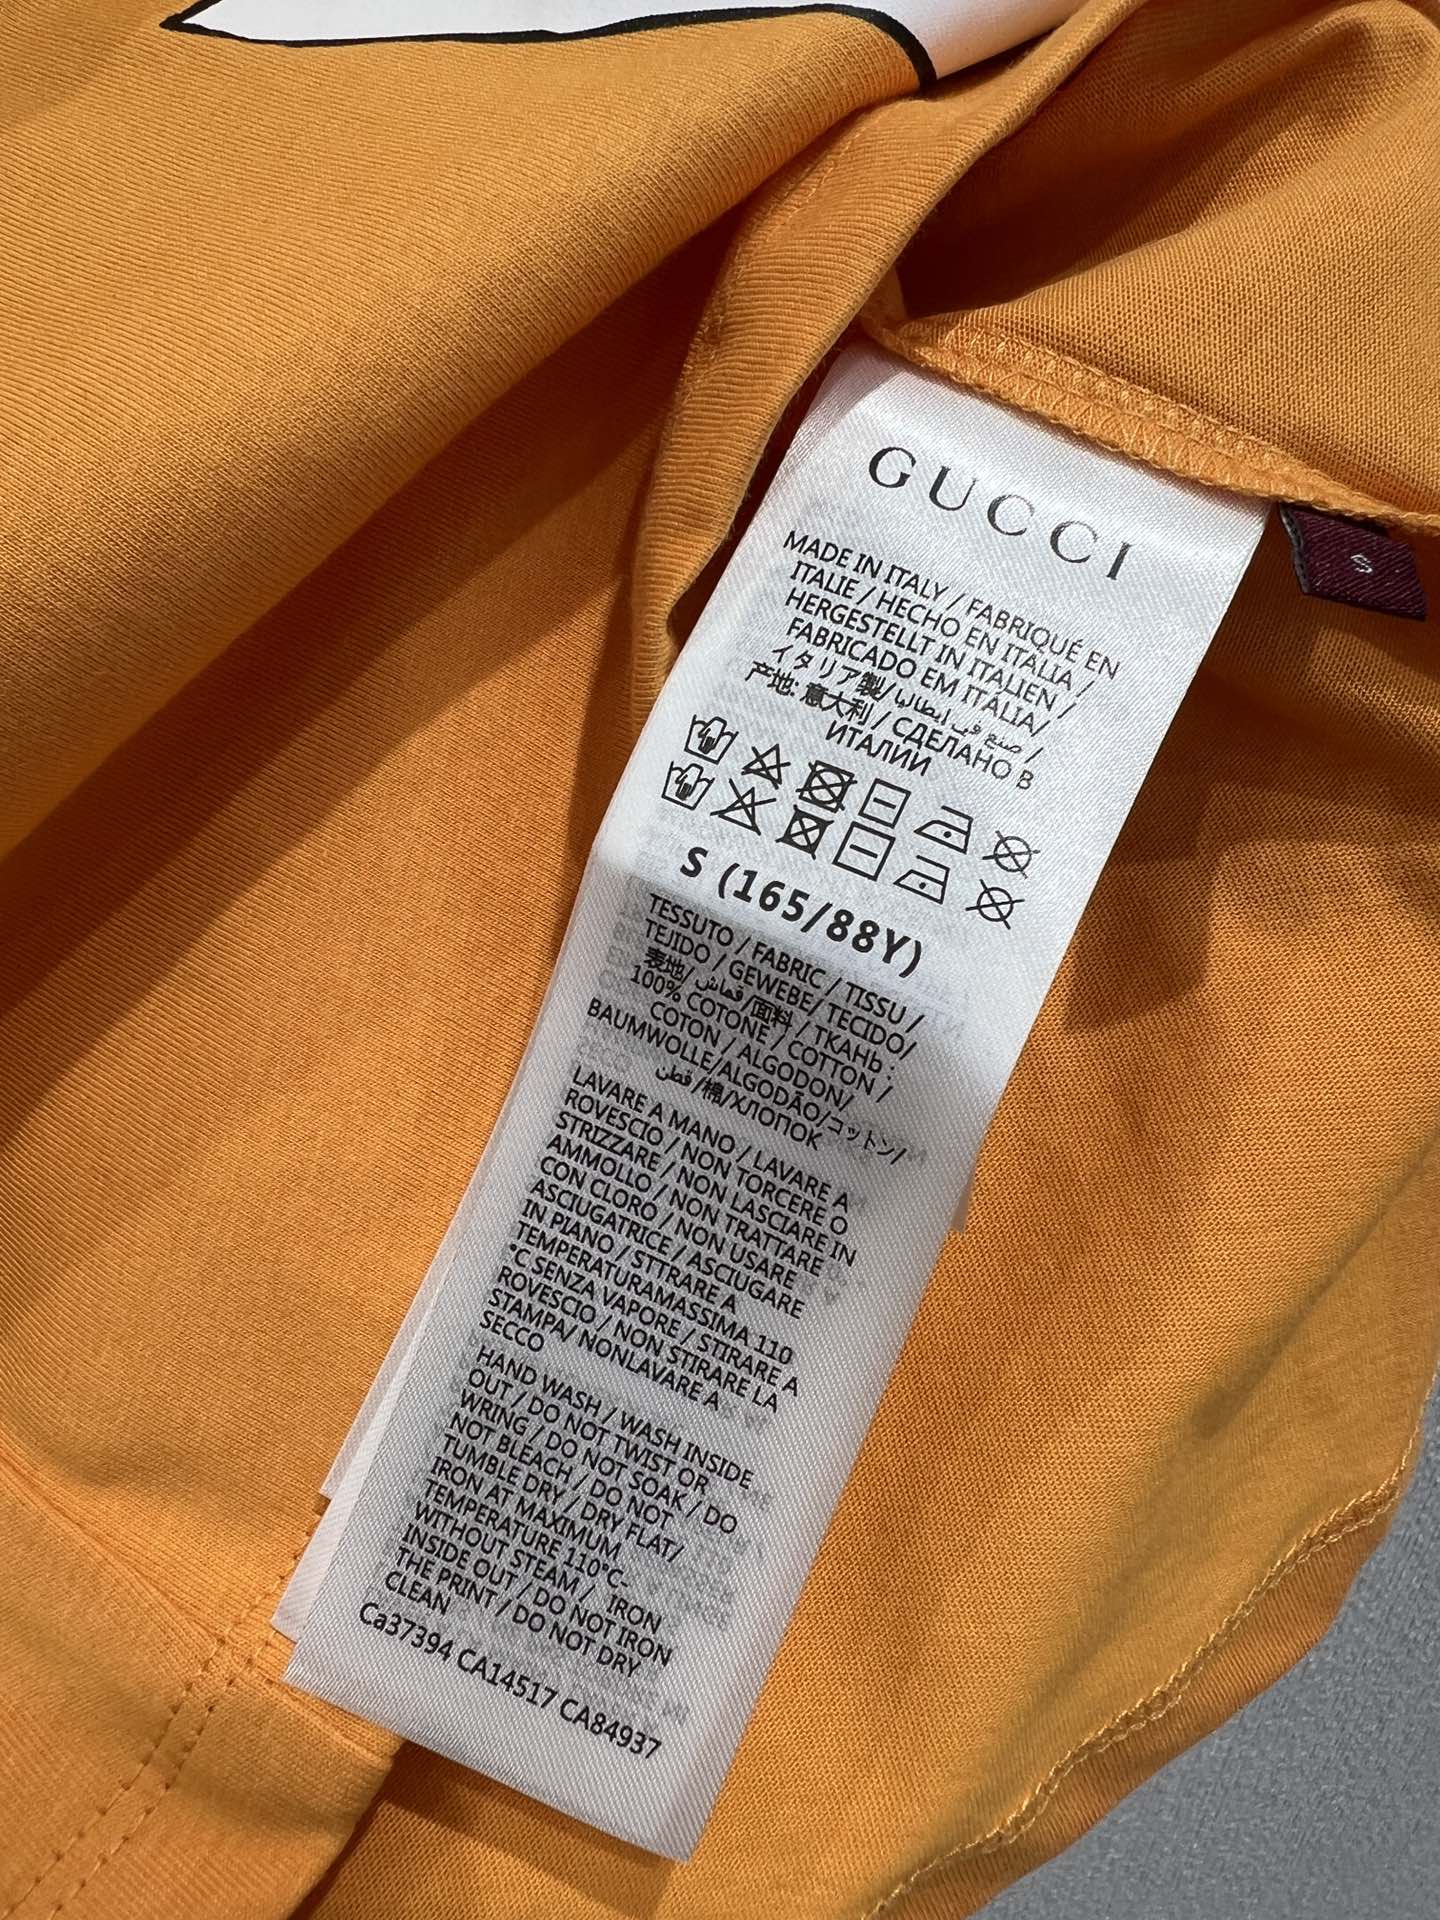 GUCCI
MADE IN ITALY / FABRIQUÉ EN
ITALIE / HECHO EN ITALIA /
HERGESTELLT IN ITALIEN /
FABRICADO EM ITÁLIA/
イタリア製/ صنع في ايطاليا /
产地: 意大利 / СДЕЛАНО В
ИТАЛИИ
S (165/88Y)
TESSUTO / FABRIC / TISSU /
TEJIDO / GEWEBE/ TECIDO/
表地/ قماش/面料 / ТКАНЬ :
100% COTONE / COTTON /
COTON / ALGODON/
BAUMWOLLE/ALGODÃO/コットン/
قطن /棉/ХЛОПОК
LAVARE A MANO / LAVARE A
ROVESCIO / NON TORCERE O
STRIZZARE / NON LASCIARE IN
AMMOLLO / NON TRATTARE
CON CLORO / NON USARE
ASCIUGATRICE / ASCIUGARE
IN PIANO / STTRARE A
TEMPERATURAMASSIMA 110
°C SENZA VAPORE / STIRARE A
ROVESCIO / NON STIRARE LA
STAMPA/ NONLAVARE A
SECCO
HAND WASH / WASH INSIDE
OUT / DO NOT TWIST OR
WRING / DO NOT SOAK / DO
NOT BLEACH / DO NOT
TUMBLE DRY / DRY FLAT/
IRON AT MAXIMUM
TEMPERATURE 110°C-
WITHOUT STEAM / IRON
INSIDE OUT / DO NOT IRON
THE PRINT / DO NOT DRY
CLEAN
Ca37394 CA14517 CA84937
S